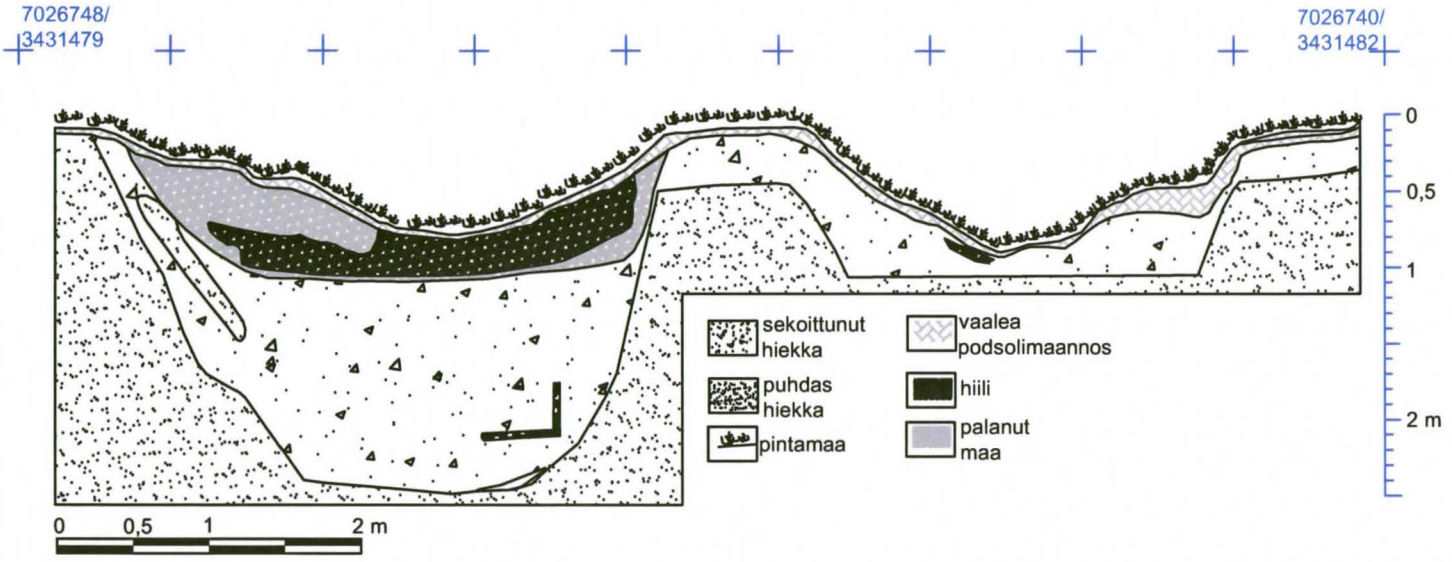 7026748/
3431479
7026740/
3431482
0
0,5
1
2 m
sekoittunut
hiekka
puhdas
hiekka
pintamaa
vaalea
podsolimaannos
hiili
palanut
maa
0 0,5 1 2 m